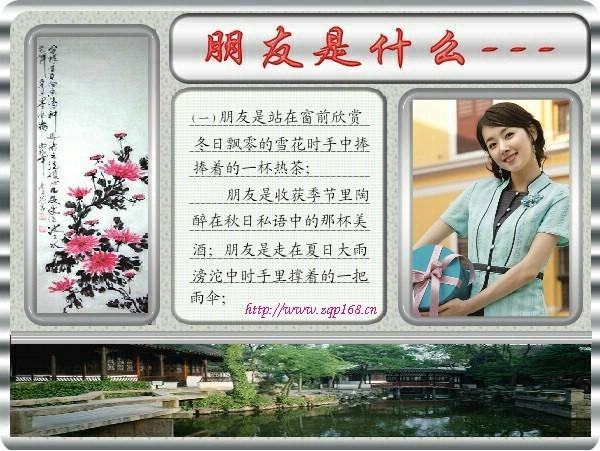 朋友是什么---
(一)朋友是站在窗前欣赏
冬日飘零的雪花时手中捧
捧着的一杯热茶;
朋友是收获季节里陶
醉在秋日私语中的那杯美
酒; 朋友是走在夏日大雨
滂沱中时手里撑着的一把
雨伞;
http://www.zqp168.cn